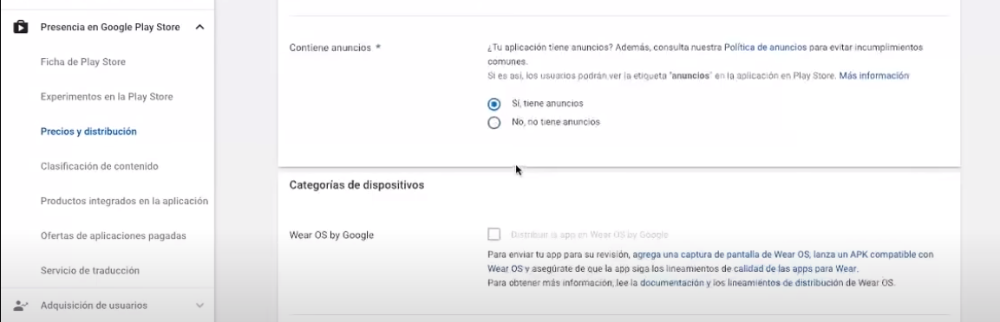 Presencia en Google Play Store
Ficha de Play Store
Experimentos en la Play Store
Precios y distribución
Clasificación de contenido
Productos integrados en la aplicación
Ofertas de aplicaciones pagadas
Servicio de traducción
Adquisición de usuarios
Contiene anuncios *
¿Tu aplicación tiene anuncios? Además, consulta nuestra Política de anuncios para evitar incumplimientos
comunes.
Si es así, los usuarios podrán ver la etiqueta "anuncios" en la aplicación en Play Store. Más información
Sí, tiene anuncios
No, no tiene anuncios
Categorías de dispositivos
Wear OS by Google
Distribuir la app en Wear OS by Google
Para enviar tu app para su revisión, agrega una captura de pantalla de Wear OS, lanza un APK compatible con
Wear OS y asegúrate de que la app siga los lineamientos de calidad de las apps para Wear.
Para obtener más información, lee la documentación y los lineamientos de distribución de Wear OS.